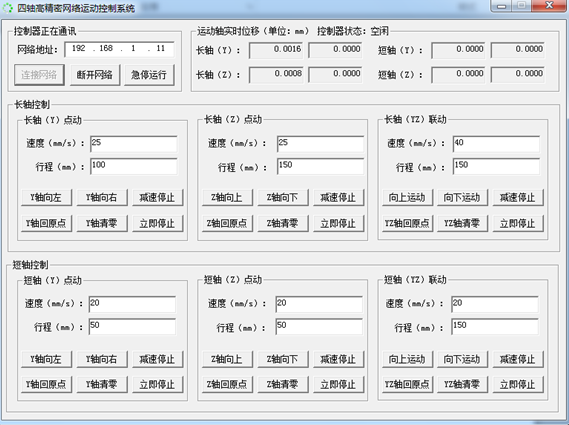 四轴高精密网络运动控制系统
控制器正在通讯
网络地址: 192 .168 . 1 . 11
连接网络 断开网络 急停运行
运动轴实时位移（单位: mm） 控制器状态: 空闲
长轴（Y）: 0.0016 0.0000 短轴（Y）: 0.0000 0.0000
长轴（Z）: 0.0008 0.0000 短轴（Z）: 0.0000 0.0000
长轴控制
长轴（Y）点动
速度（mm/s）: 25
行程（mm）: 100
Y轴向左 Y轴向右 减速停止
Y轴回原点 Y轴清零 立即停止
长轴（Z）点动
速度（mm/s）: 25
行程（mm）: 150
Z轴向上 Z轴向下 减速停止
Z轴回原点 Z轴清零 立即停止
长轴（YZ）联动
速度（mm/s）: 40
行程（mm）: 150
向上运动 向下运动 减速停止
YZ轴回原点 YZ轴清零 立即停止
短轴控制
短轴（Y）点动
速度（mm/s）: 20
行程（mm）: 50
Y轴向左 Y轴向右 减速停止
Y轴回原点 Y轴清零 立即停止
短轴（Z）点动
速度（mm/s）: 20
行程（mm）: 50
Z轴向上 Z轴向下 减速停止
Z轴回原点 Z轴清零 立即停止
短轴（YZ）联动
速度（mm/s）: 20
行程（mm）: 150
向上运动 向下运动 减速停止
YZ轴回原点 YZ轴清零 立即停止